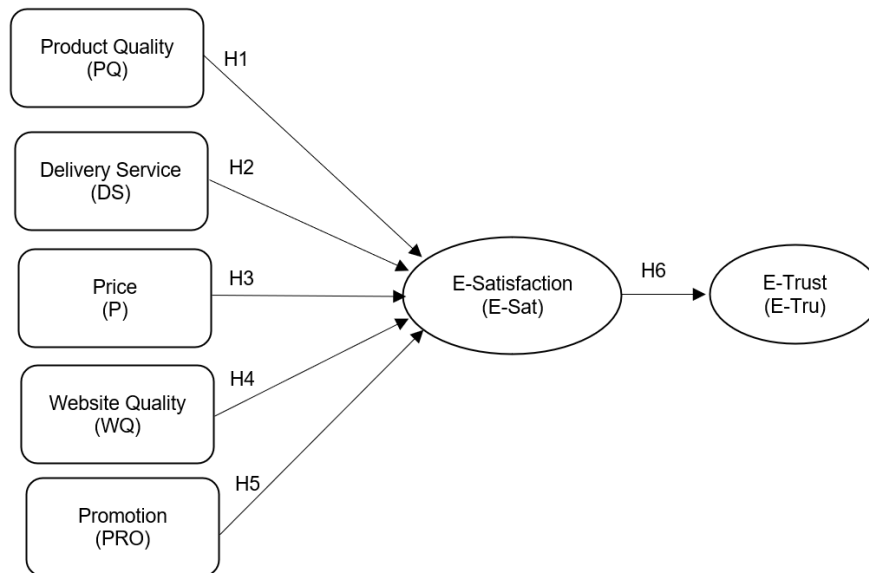 Product Quality
(PQ)
H1
Delivery Service
(DS)
H2
Price
(P)
H3
Website Quality
(WQ)
H4
Promotion
(PRO)
H5
E-Satisfaction
(E-Sat)
H6
E-Trust
(E-Tru)